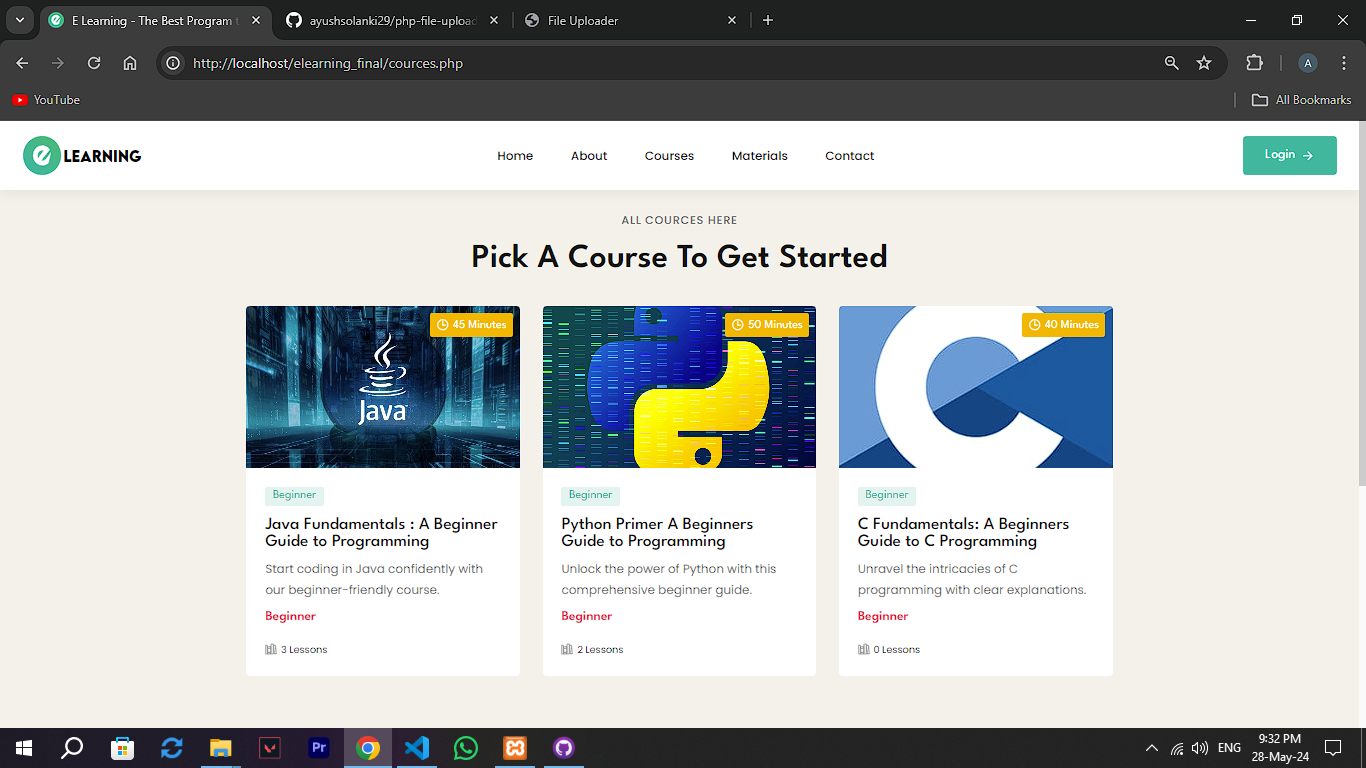 E Learning - The Best Program t
ayushsolanki29/php-file-upload
File Uploader
http://localhost/elearning_final/cources.php
A
YouTube
All Bookmarks
e LEARNING
Home
About
Courses
Materials
Contact
Login
ALL COURCES HERE
Pick A Course To Get Started
45 Minutes
Java
Beginner
Java Fundamentals : A Beginner
Guide to Programming
Start coding in Java confidently with
our beginner-friendly course.
Beginner
3 Lessons
50 Minutes
Beginner
Python Primer A Beginners
Guide to Programming
Unlock the power of Python with this
comprehensive beginner guide.
Beginner
2 Lessons
40 Minutes
Beginner
C Fundamentals: A Beginners
Guide to C Programming
Unravel the intricacies of C
programming with clear explanations.
Beginner
0 Lessons
Pr
ENG
9:32 PM
28-May-24